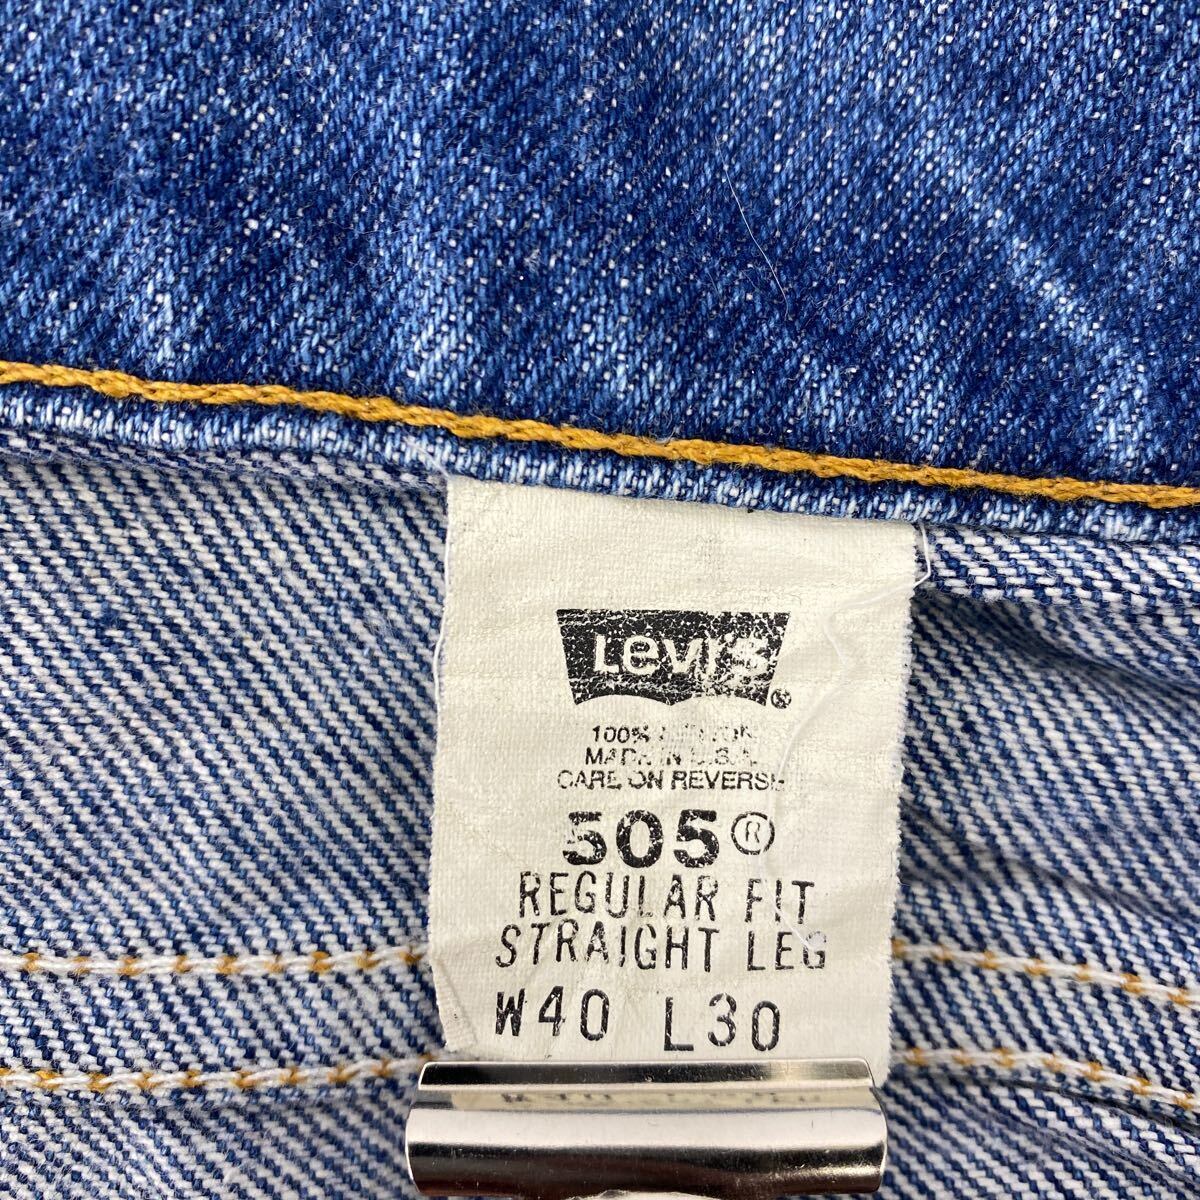 Levi's®
100% COTTON
MADE IN U.S.A.
CARE ON REVERSE
505®
REGULAR FIT
STRAIGHT LEG
W40 L30